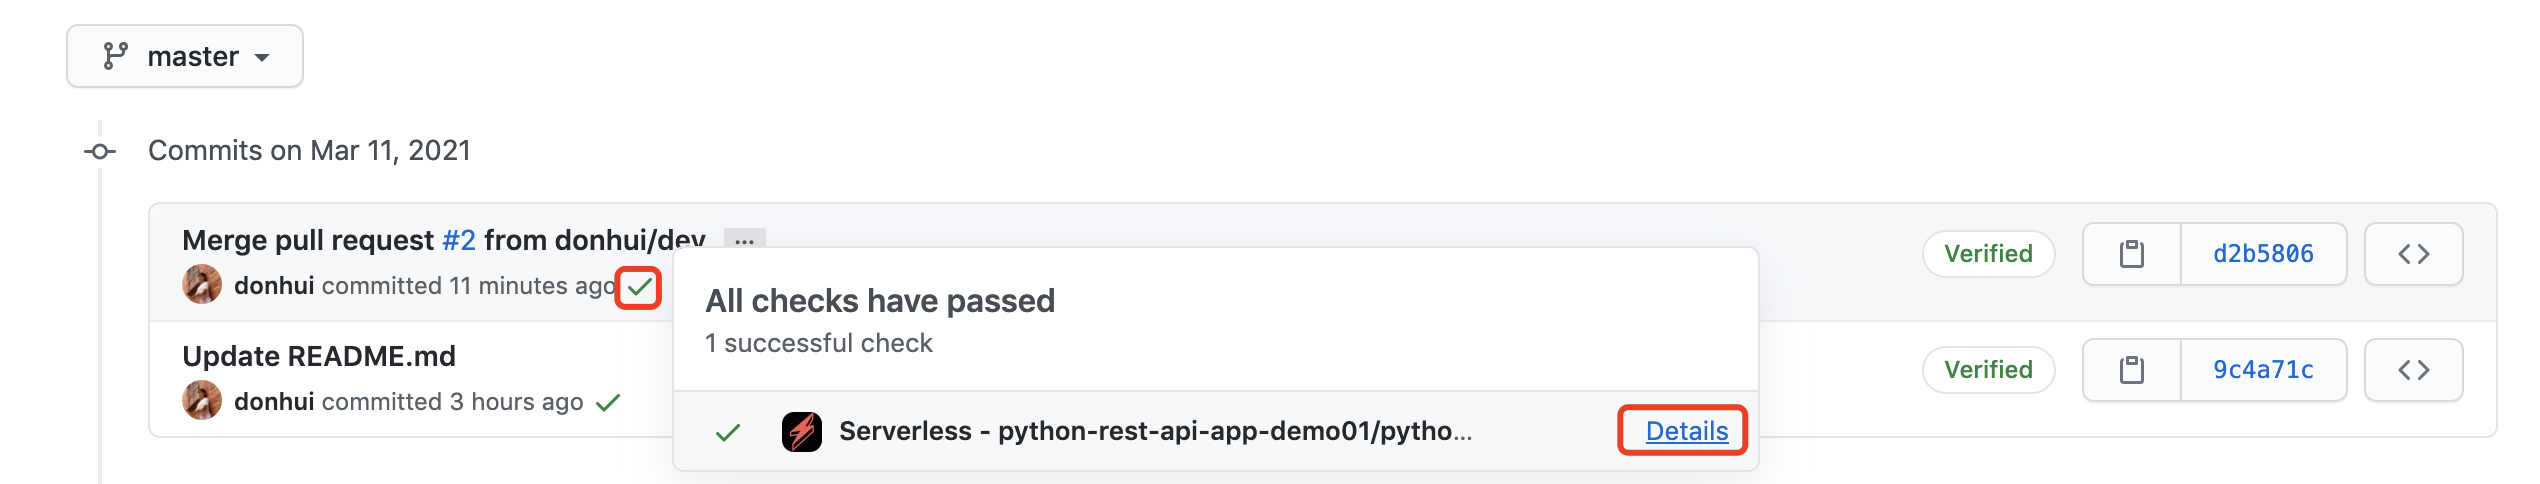 master
Commits on Mar 11, 2021
Merge pull request #2 from donhui/dev ...
donhui committed 11 minutes ago
Verified
d2b5806
All checks have passed
1 successful check
Update README.md
donhui committed 3 hours ago
Verified
9c4a71c
Serverless - python-rest-api-app-demo01/pytho... Details